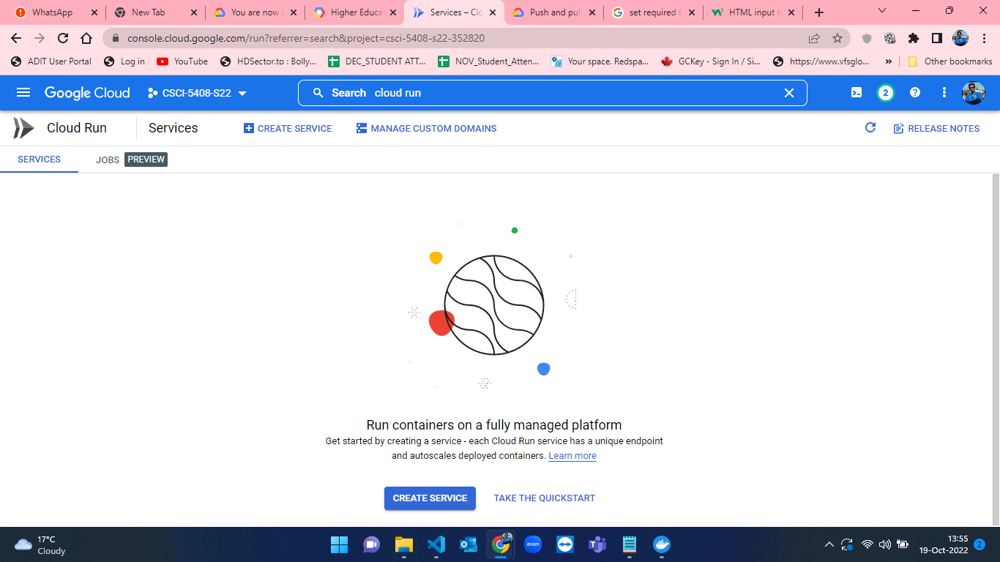 WhatsApp
New Tab
You are now a
Higher Educa
Services – Clo
Push and pull
set required f
HTML input r
console.cloud.google.com/run?referrer=search&project=csci-5408-s22-352820
ADIT User Portal
Log in
YouTube
HDSector.to : Bolly...
DEC_STUDENT ATT...
NOV_Student_Atten...
Your space. Redspa...
GCKey - Sign In / Si...
https://www.vfsglo...
»
Other bookmarks
Google Cloud
CSCI-5408-S22
Search cloud run
2
Cloud Run
Services
CREATE SERVICE
MANAGE CUSTOM DOMAINS
RELEASE NOTES
SERVICES
JOBS PREVIEW
Run containers on a fully managed platform
Get started by creating a service - each Cloud Run service has a unique endpoint
and autoscales deployed containers. Learn more
CREATE SERVICE
TAKE THE QUICKSTART
17°C
Cloudy
zoom
13:55
19-Oct-2022
2